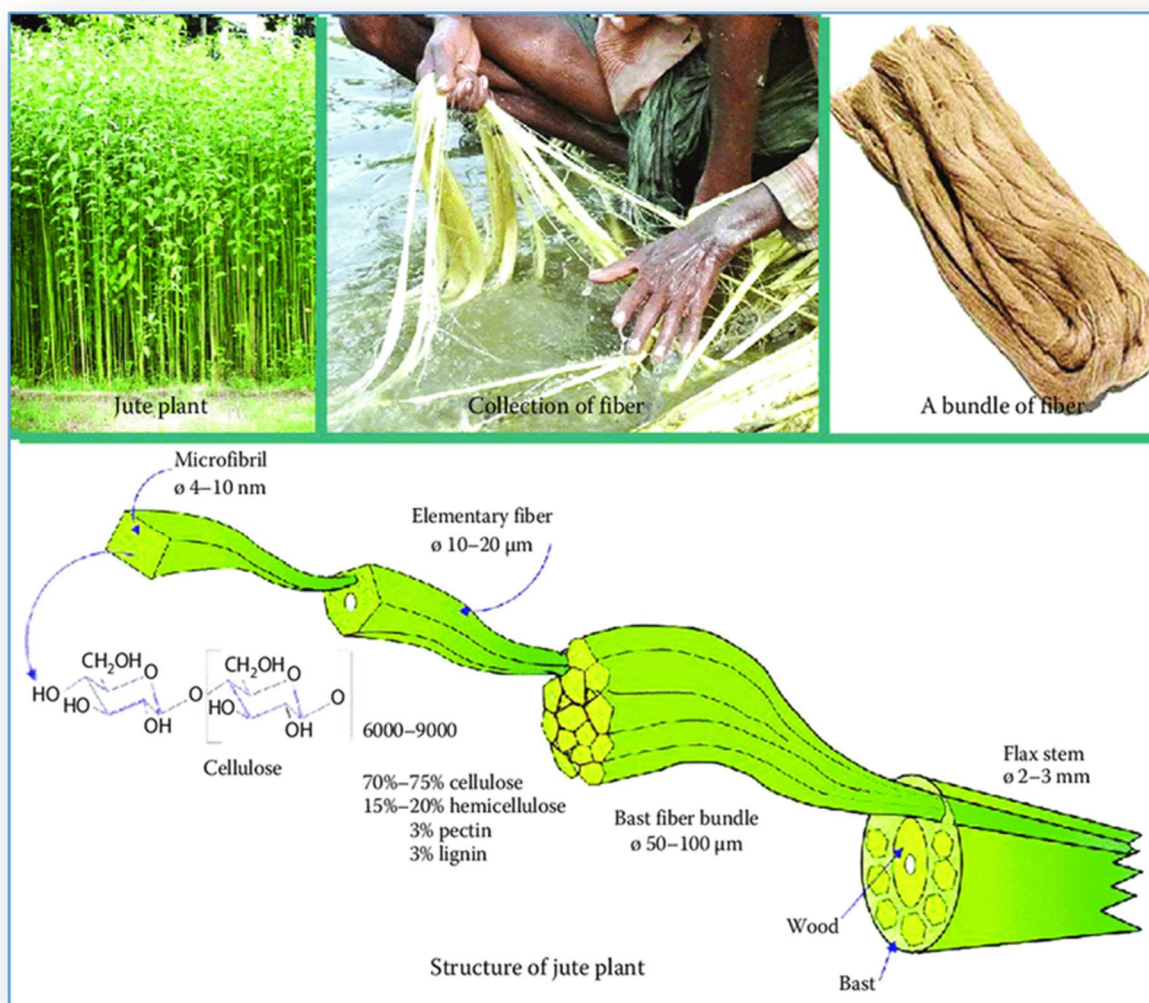 Jute plant
Collection of fiber
A bundle of fiber
Microfibril
ø 4–10 nm
Elementary fiber
ø 10–20 µm
CH₂OH
O
HO
HO
OH
O
CH₂OH
O
HO
OH
O
6000–9000
Cellulose
70%–75% cellulose
15%–20% hemicellulose
3% pectin
3% lignin
Bast fiber bundle
ø 50–100 µm
Flax stem
ø 2–3 mm
Wood
Bast
Structure of jute plant